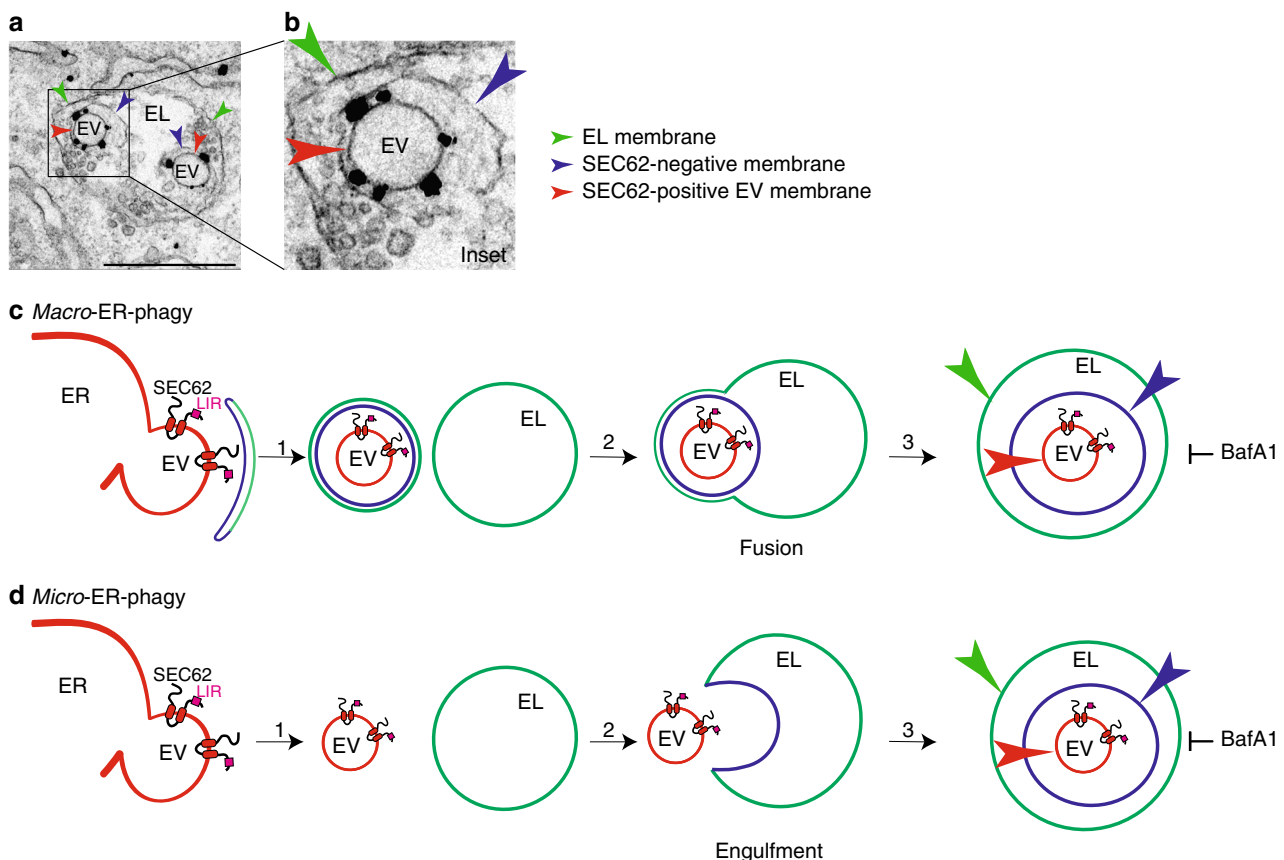 a
b
EL
EV
EV
EV
Inset
EL membrane
SEC62-negative membrane
SEC62-positive EV membrane
c Macro-ER-phagy
ER
SEC62
LIR
EV
1
EV
EL
2
EV
EL
Fusion
3
EL
EV
BafA1
d Micro-ER-phagy
ER
SEC62
LIR
EV
1
EV
EL
2
EV
EL
Engulfment
3
EL
EV
BafA1